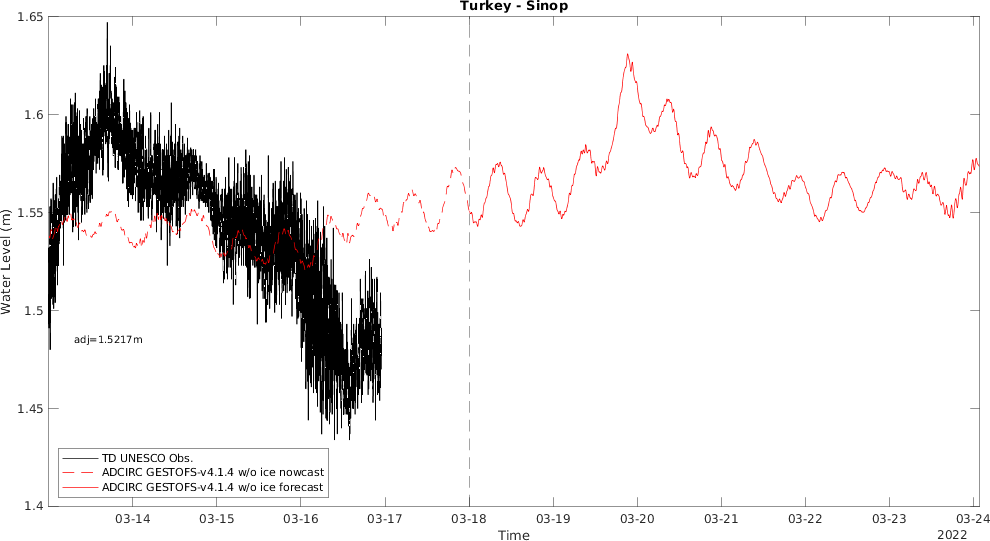 Turkey - Sinop
1.65
1.6
1.55
1.5
1.45
1.4
Water Level (m)
adj=1.5217m
TD UNESCO Obs.
ADCIRC GESTOFS-v4.1.4 w/o ice nowcast
ADCIRC GESTOFS-v4.1.4 w/o ice forecast
03-14 03-15 03-16 03-17 03-18 03-19 03-20 03-21 03-22 03-23 03-24
Time
2022